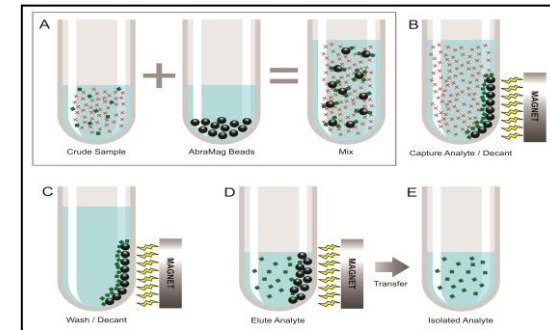 A
Crude Sample
+
AbraMag Beads
=
Mix
B
MAGNET
Capture Analyte / Decant
C
MAGNET
Wash / Decant
D
MAGNET
Elute Analyte
Transfer
E
Isolated Analyte